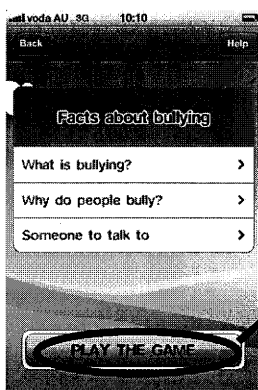 voda AU 3G 10:10
Back Help
Facts about bullying
What is bullying? >
Why do people bully? >
Someone to talk to >
PLAY THE GAME